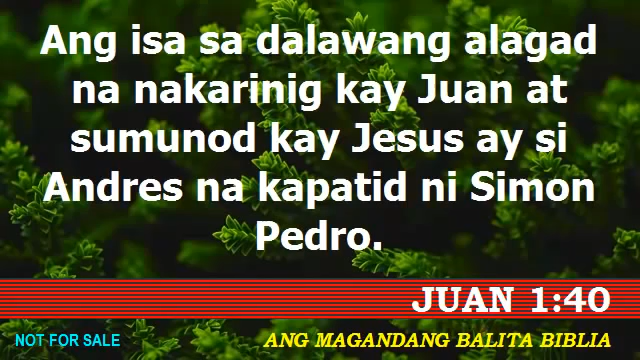 Ang isa sa dalawang alagad
na nakarinig kay Juan at
sumunod kay Jesus ay si
Andres na kapatid ni Simon
Pedro.
JUAN 1:40
NOT FOR SALE
ANG MAGANDANG BALITA BIBLIA